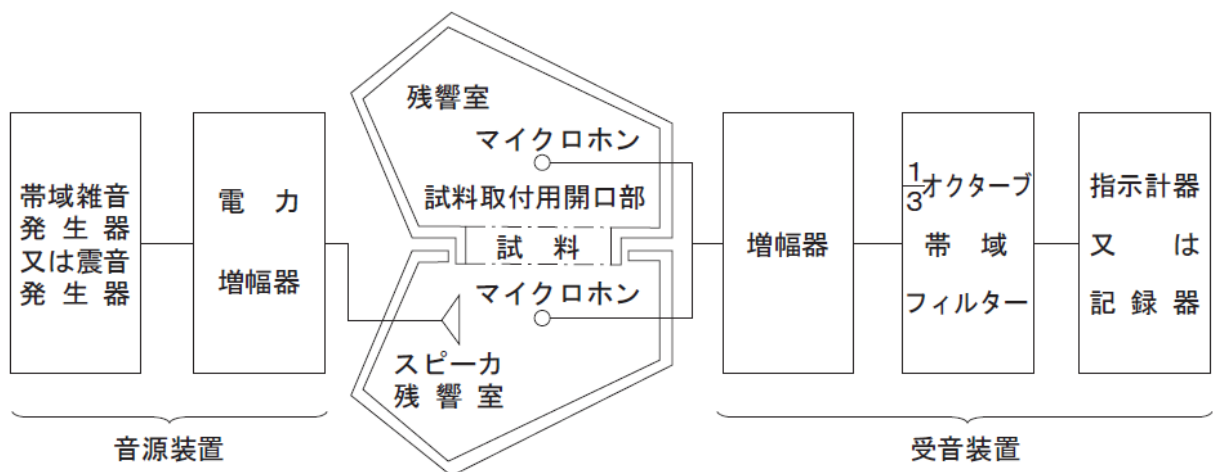 帯域雑音
発生器
又は震音
発生器
電力
増幅器
音源装置
残響室
マイクロホン
試料取付用開口部
試料
マイクロホン
スピーカ
残響室
増幅器
1/3オクターブ
帯域
フィルター
指示計器
又は
記録器
受音装置